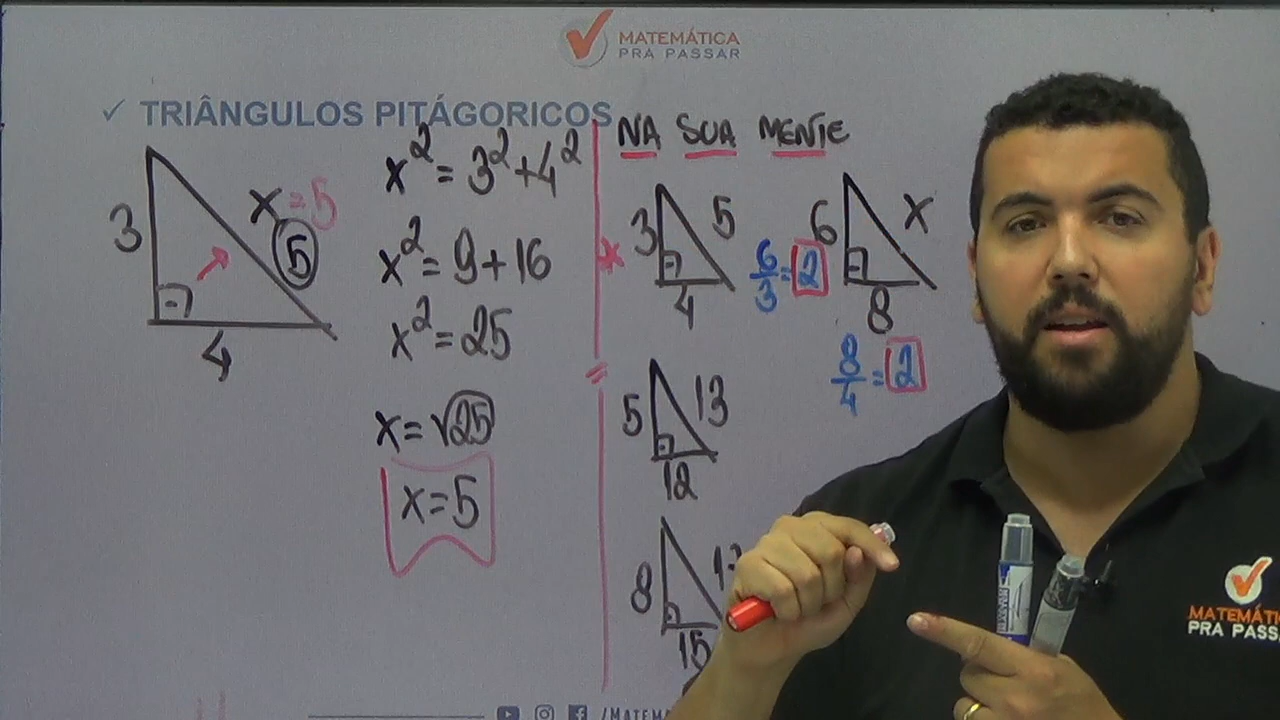 MATEMÁTICA
PRA PASSAR
✓ TRIÂNGULOS PITÁGORICOS
3
x = 5
5
4
x² = 3² + 4²
x² = 9 + 16
x² = 25
x = √25
x = 5
NA SUA MENTE
3
5
4
6/3 = 2
6
x
8
8/4 = 2
5
13
12
8
15
MATEMÁTICA
PRA PASS